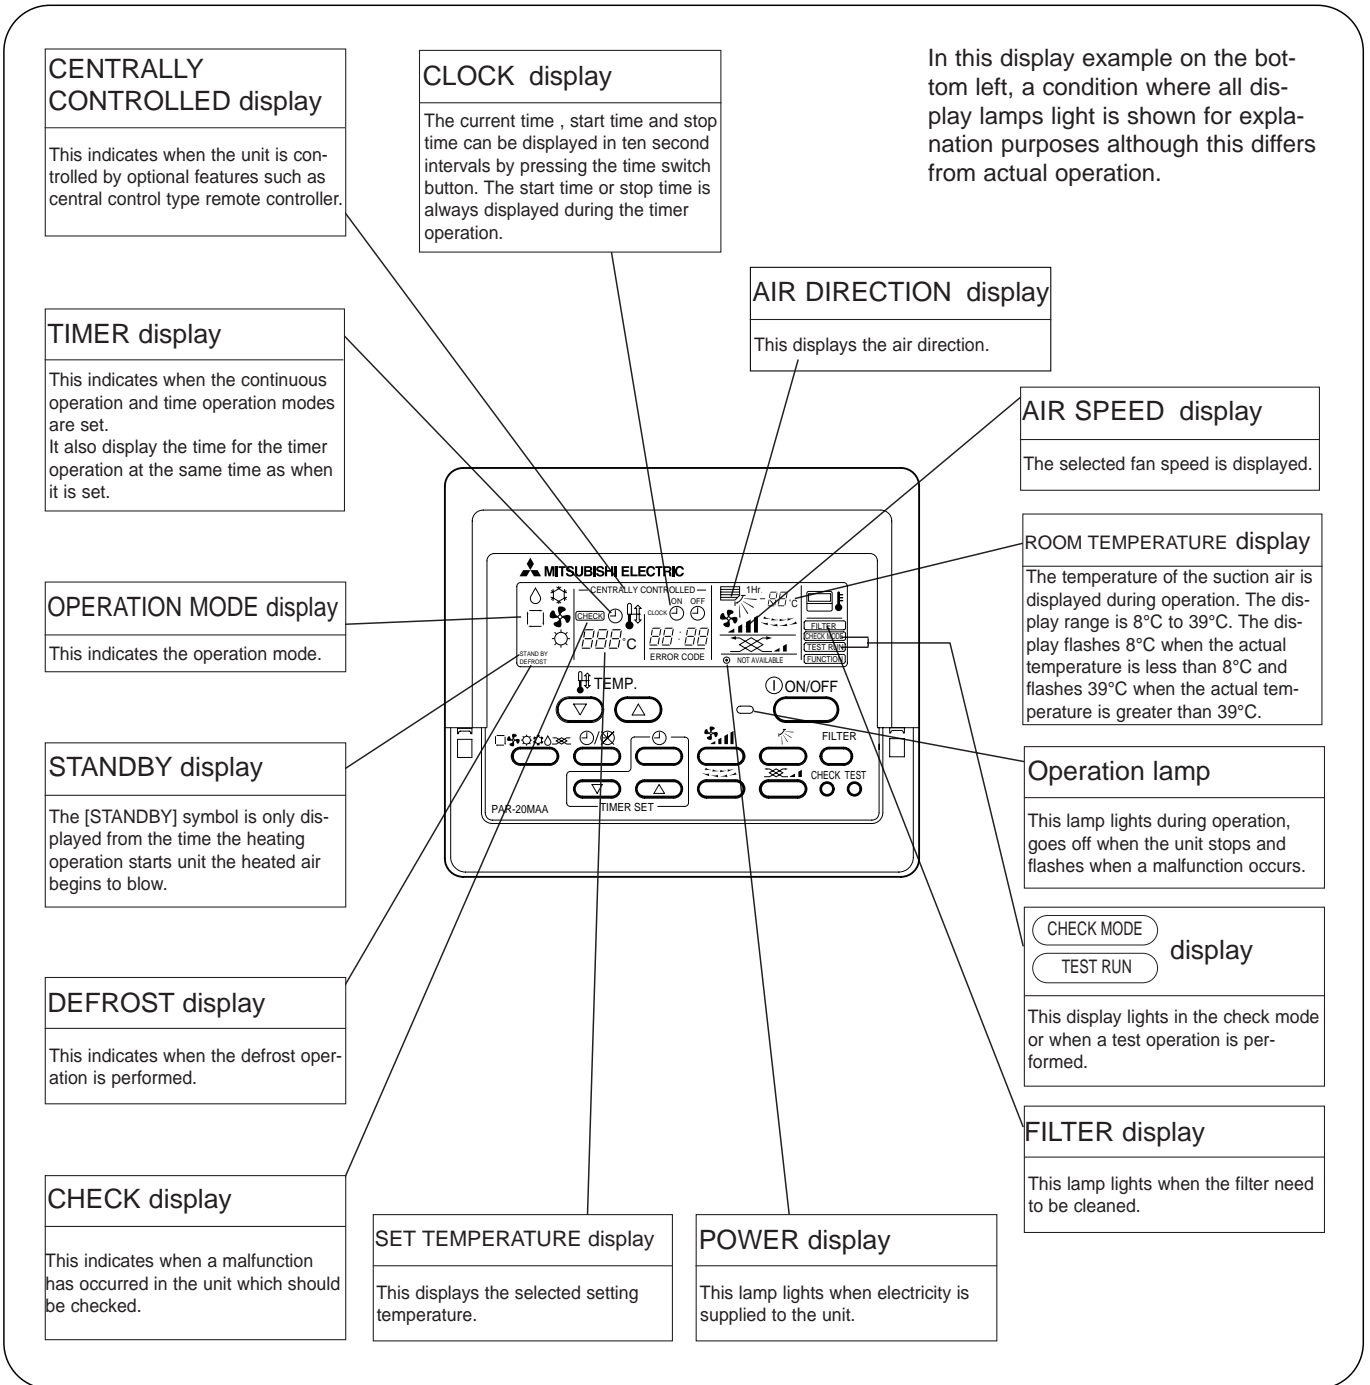 CENTRALLY
CONTROLLED display
This indicates when the unit is con-
trolled by optional features such as
central control type remote controller.
CLOCK display
The current time , start time and stop
time can be displayed in ten second
intervals by pressing the time switch
button. The start time or stop time is
always displayed during the timer
operation.
In this display example on the bot-
tom left, a condition where all dis-
play lamps light is shown for expla-
nation purposes although this differs
from actual operation.
TIMER display
This indicates when the continuous
operation and time operation modes
are set.
It also display the time for the timer
operation at the same time as when
it is set.
AIR DIRECTION display
This displays the air direction.
AIR SPEED display
The selected fan speed is displayed.
ROOM TEMPERATURE display
The temperature of the suction air is
displayed during operation. The dis-
play range is 8°C to 39°C. The dis-
play flashes 8°C when the actual
temperature is less than 8°C and
flashes 39°C when the actual tem-
perature is greater than 39°C.
OPERATION MODE display
This indicates the operation mode.
STANDBY display
The [STANDBY] symbol is only dis-
played from the time the heating
operation starts unit the heated air
begins to blow.
DEFROST display
This indicates when the defrost oper-
ation is performed.
CHECK display
This indicates when a malfunction
has occurred in the unit which should
be checked.
MITSUBISHI ELECTRIC
CENTRALLY CONTROLLED
ON OFF
1Hr.
88°C
CHECK
CLOCK
888°C
88:88
ERROR CODE
STAND BY
DEFROST
NOT AVAILABLE
FILTER
CHECK MODE
TEST RUN
FUNCTION
TEMP.
ON/OFF
FILTER
CHECK TEST
PAR-20MAA
TIMER SET
Operation lamp
This lamp lights during operation,
goes off when the unit stops and
flashes when a malfunction occurs.
CHECK MODE
TEST RUN
display
This display lights in the check mode
or when a test operation is per-
formed.
FILTER display
This lamp lights when the filter need
to be cleaned.
SET TEMPERATURE display
This displays the selected setting
temperature.
POWER display
This lamp lights when electricity is
supplied to the unit.